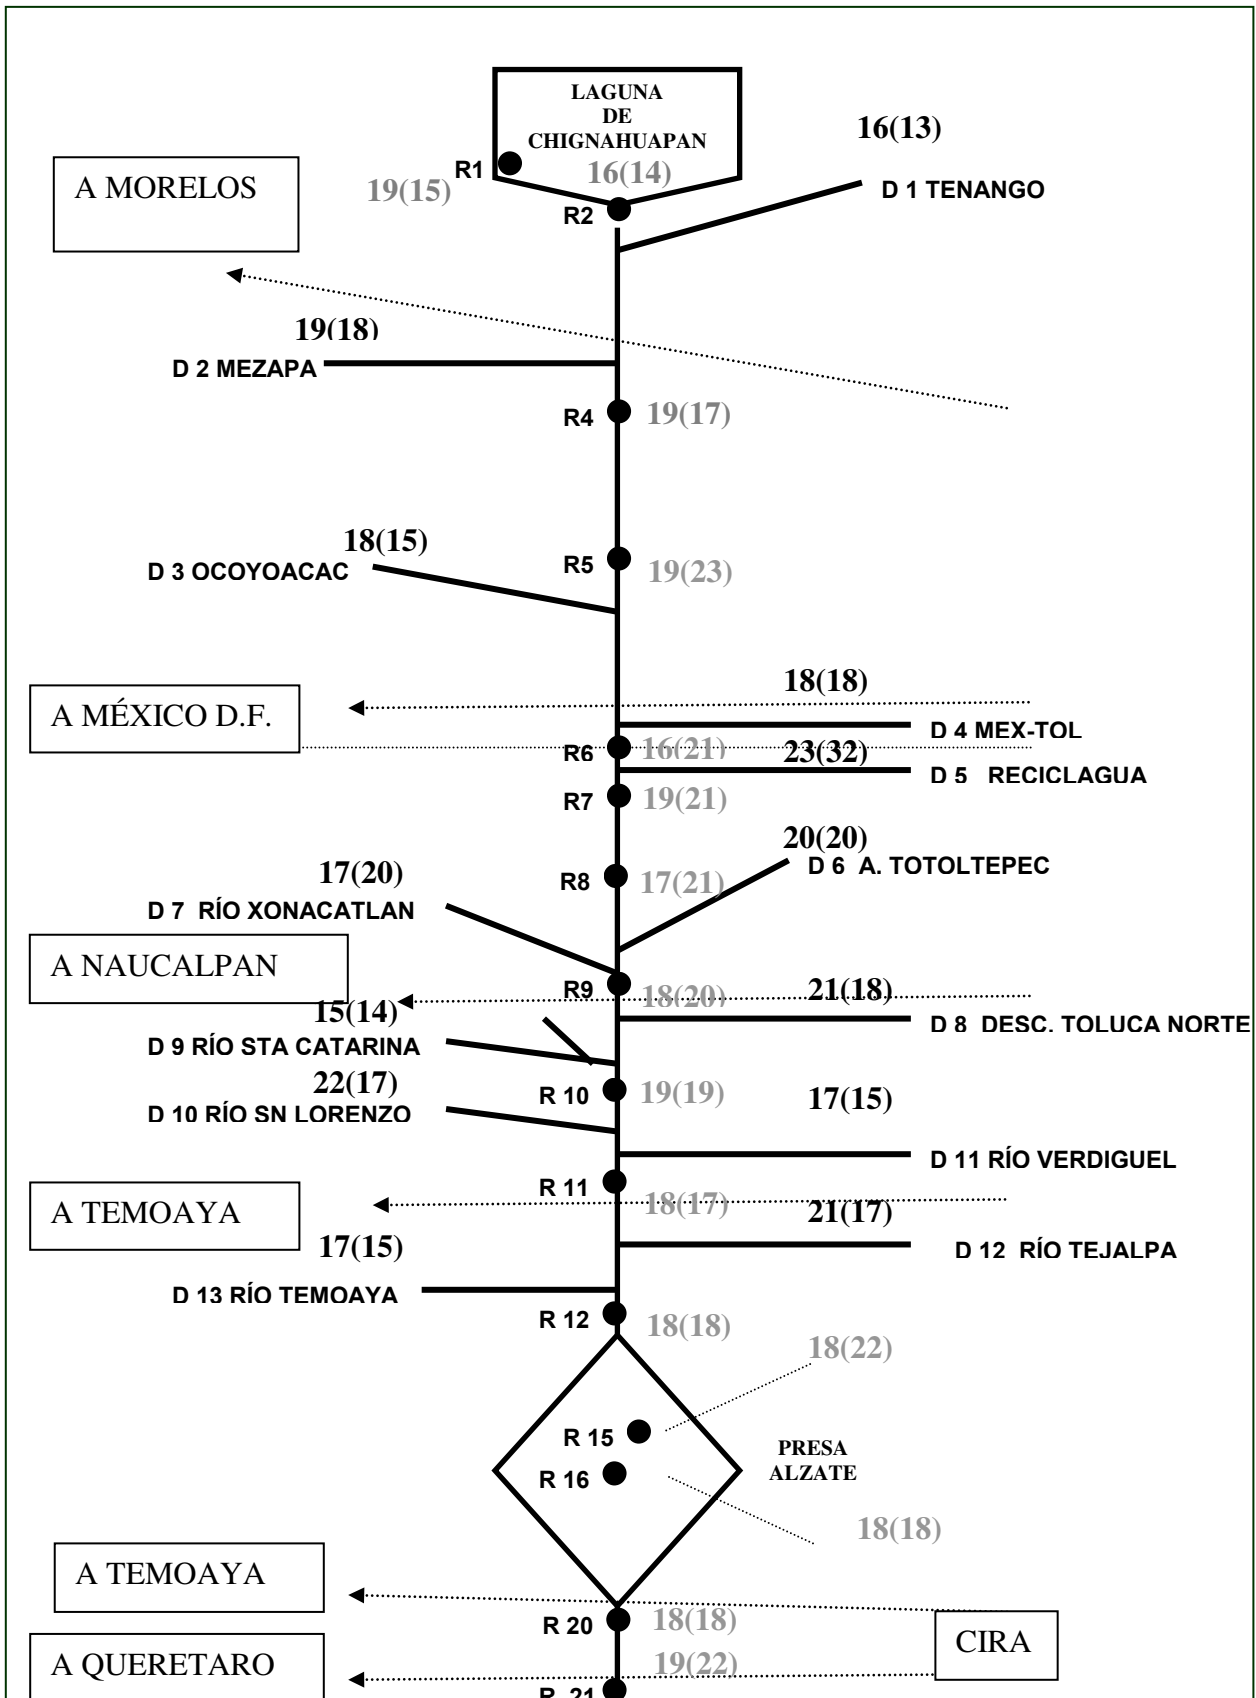 LAGUNA
DE
CHIGNAHUAPAN
16(13)
R1
16(14)
A MORELOS
19(15)
D 1 TENANGO
R2
19(18)
D 2 MEZAPA
R4
19(17)
18(15)
D 3 OCOYOACAC
R5
19(23)
18(18)
A MÉXICO D.F.
D 4 MEX-TOL
R6
16(21)
23(32)
D 5 RECICLAGUA
R7
19(21)
20(20)
D 6 A. TOTOLTEPEC
17(20)
R8
17(21)
D 7 RÍO XONACATLAN
A NAUCALPAN
R9
18(20)
21(18)
15(14)
D 8 DESC. TOLUCA NORTE
D 9 RÍO STA CATARINA
22(17)
R 10
19(19)
17(15)
D 10 RÍO SN LORENZO
D 11 RÍO VERDIGUEL
R 11
18(17)
A TEMOAYA
21(17)
17(15)
D 12 RÍO TEJALPA
D 13 RÍO TEMOAYA
R 12
18(18)
18(22)
R 15
PRESA
ALZATE
R 16
18(18)
A TEMOAYA
R 20
18(18)
CIRA
A QUERETARO
19(22)
R 21